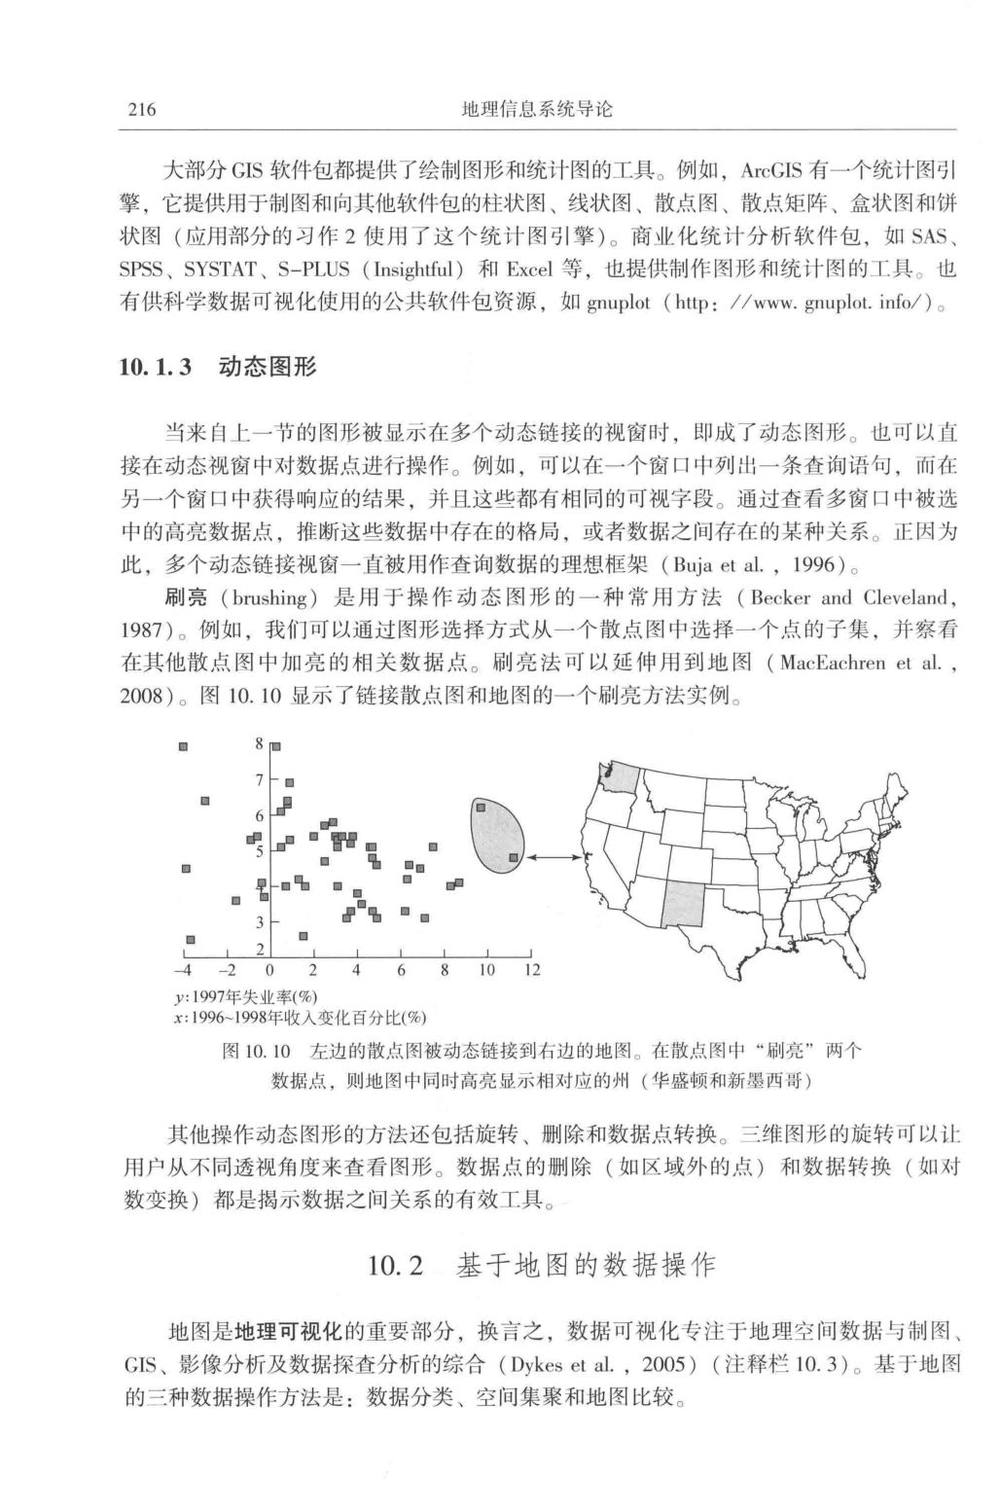 216
地理信息系统导论
大部分 GIS 软件包都提供了绘制图形和统计图的工具。例如，ArcGIS 有一个统计图引
擎，它提供用于制图和向其他软件包的柱状图、线状图、散点图、散点矩阵、盒状图和饼
状图（应用部分的习作 2 使用了这个统计图引擎）。商业化统计分析软件包，如 SAS、
SPSS、SYSTAT、S-PLUS（Insightful）和 Excel 等，也提供制作图形和统计图的工具。也
有供科学数据可视化使用的公共软件包资源，如 gnuplot（http：//www. gnuplot. info/）。
10. 1. 3 动态图形
当来自上一节的图形被显示在多个动态链接的视窗时，即成了动态图形。也可以直
接在动态视窗中对数据点进行操作。例如，可以在一个窗口中列出一条查询语句，而在
另一个窗口中获得响应的结果，并且这些都有相同的可视字段。通过查看多窗口中被选
中的高亮数据点，推断这些数据中存在的格局，或者数据之间存在的某种关系。正因为
此，多个动态链接视窗一直被用作查询数据的理想框架（Buja et al. ，1996）。
刷亮（brushing）是用于操作动态图形的一种常用方法（Becker and Cleveland，
1987）。例如，我们可以通过图形选择方式从一个散点图中选择一个点的子集，并察看
在其他散点图中加亮的相关数据点。刷亮法可以延伸用到地图（MacEachren et al. ，
2008）。图 10. 10 显示了链接散点图和地图的一个刷亮方法实例。
8
7
6
5
4
3
2
-4 -2 0 2 4 6 8 10 12
y:1997年失业率(%)
x:1996~1998年收入变化百分比(%)
图 10. 10 左边的散点图被动态链接到右边的地图。在散点图中“刷亮”两个
数据点，则地图中同时高亮显示相对应的州（华盛顿和新墨西哥）
其他操作动态图形的方法还包括旋转、删除和数据点转换。三维图形的旋转可以让
用户从不同透视角度来查看图形。数据点的删除（如区域外的点）和数据转换（如对
数变换）都是揭示数据之间关系的有效工具。
10. 2 基于地图的数据操作
地图是地理可视化的重要部分，换言之，数据可视化专注于地理空间数据与制图、
GIS、影像分析及数据探查分析的综合（Dykes et al. ，2005）（注释栏 10. 3）。基于地图
的三种数据操作方法是：数据分类、空间集聚和地图比较。